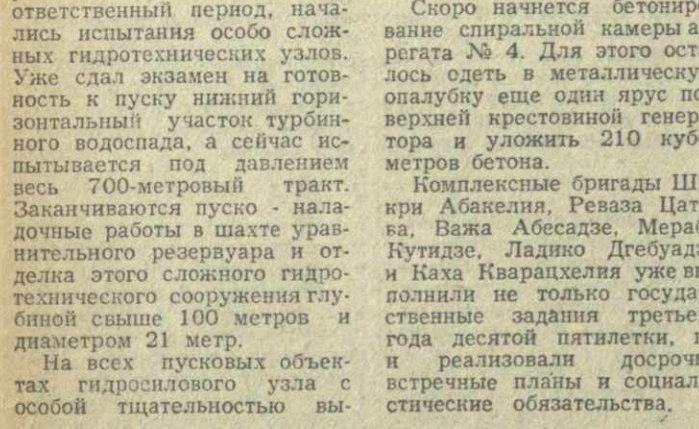 ответственный период, нача-
лись испытания особо слож-
ных гидротехнических узлов.
Уже сдал экзамен на готов-
ность к пуску нижний гори-
зонтальный участок турбин-
ного водоспада, а сейчас ис-
пытывается под давлением
весь 700-метровый тракт.
Заканчиваются пуско - нала-
дочные работы в шахте урав-
нительного резервуара и от-
делка этого сложного гидро-
технического сооружения глу-
биной свыше 100 метров и
диаметром 21 метр.
На всех пусковых объек-
тах гидросилового узла с
особой тщательностью вы-
Скоро начнется бетонир
вание спиральной камеры а
регата № 4. Для этого ост
лось одеть в металлическу
опалубку еще один ярус по
верхней крестовиной генер
тора и уложить 210 куб
метров бетона.
Комплексные бригады Ш
кри Абакелия, Реваза Цат
ва, Важа Абесадзе, Мераб
Кутидзе, Ладико Дгебуад
и Каха Кварацхелия уже в
полнили не только госуда
ственные задания третье
года десятой пятилетки,
и реализовали досроч
встречные планы и социал
стические обязательства.